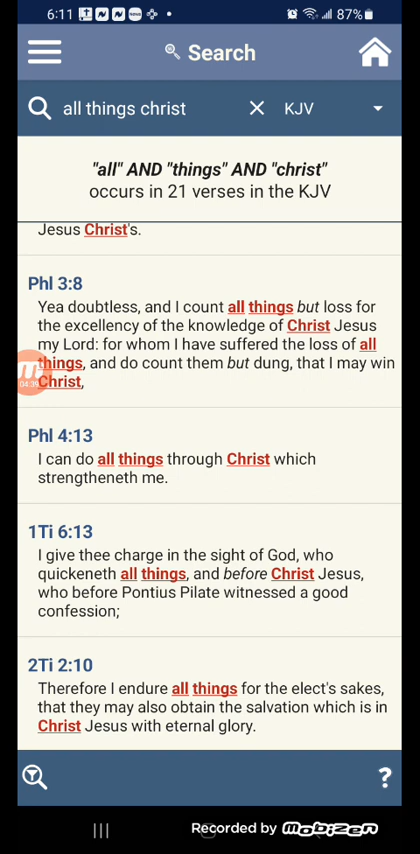 6:11 87%
Search
all things christ KJV
"all" AND "things" AND "christ"
occurs in 21 verses in the KJV
Jesus Christ's.
Phl 3:8
Yea doubtless, and I count all things but loss for
the excellency of the knowledge of Christ Jesus
my Lord: for whom I have suffered the loss of all
things, and do count them but dung, that I may win
Christ,
04:39
Phl 4:13
I can do all things through Christ which
strengtheneth me.
1Ti 6:13
I give thee charge in the sight of God, who
quickeneth all things, and before Christ Jesus,
who before Pontius Pilate witnessed a good
confession;
2Ti 2:10
Therefore I endure all things for the elect's sakes,
that they may also obtain the salvation which is in
Christ Jesus with eternal glory.
?
Recorded by mobizen